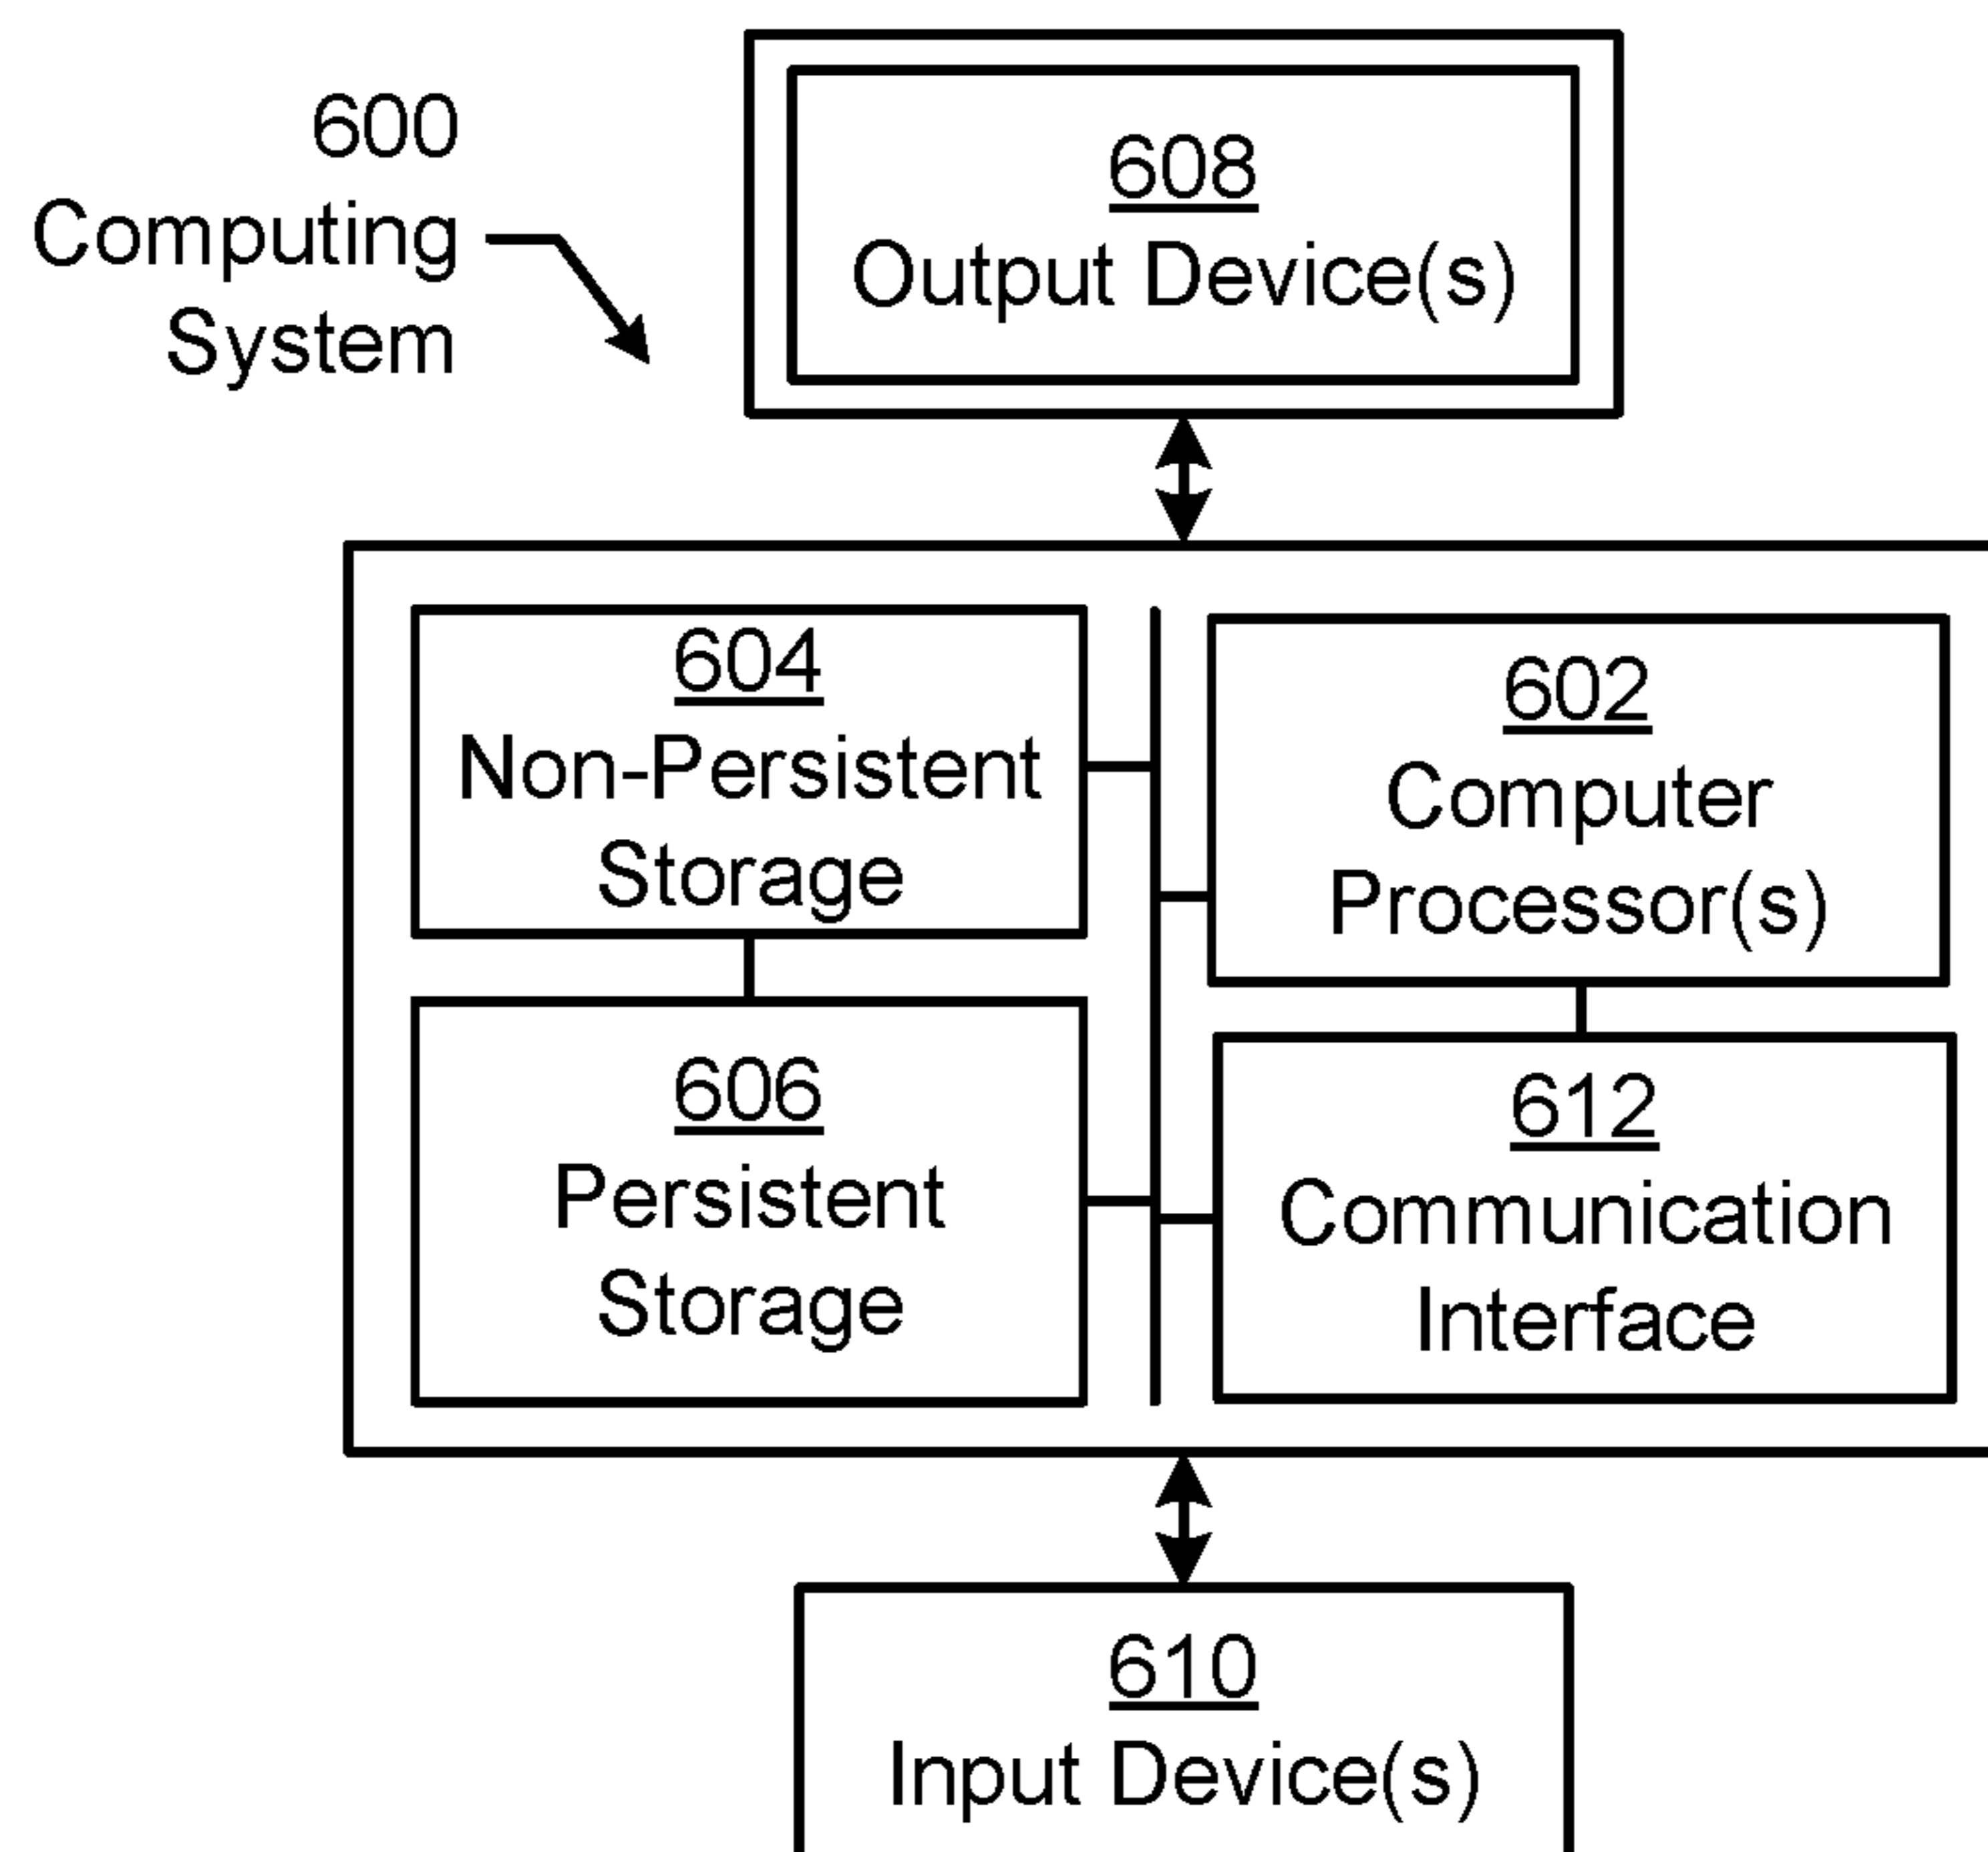 600
Computing
System
608
Output Device(s)
604
Non-Persistent
Storage
602
Computer
Processor(s)
606
Persistent
Storage
612
Communication
Interface
610
Input Device(s)